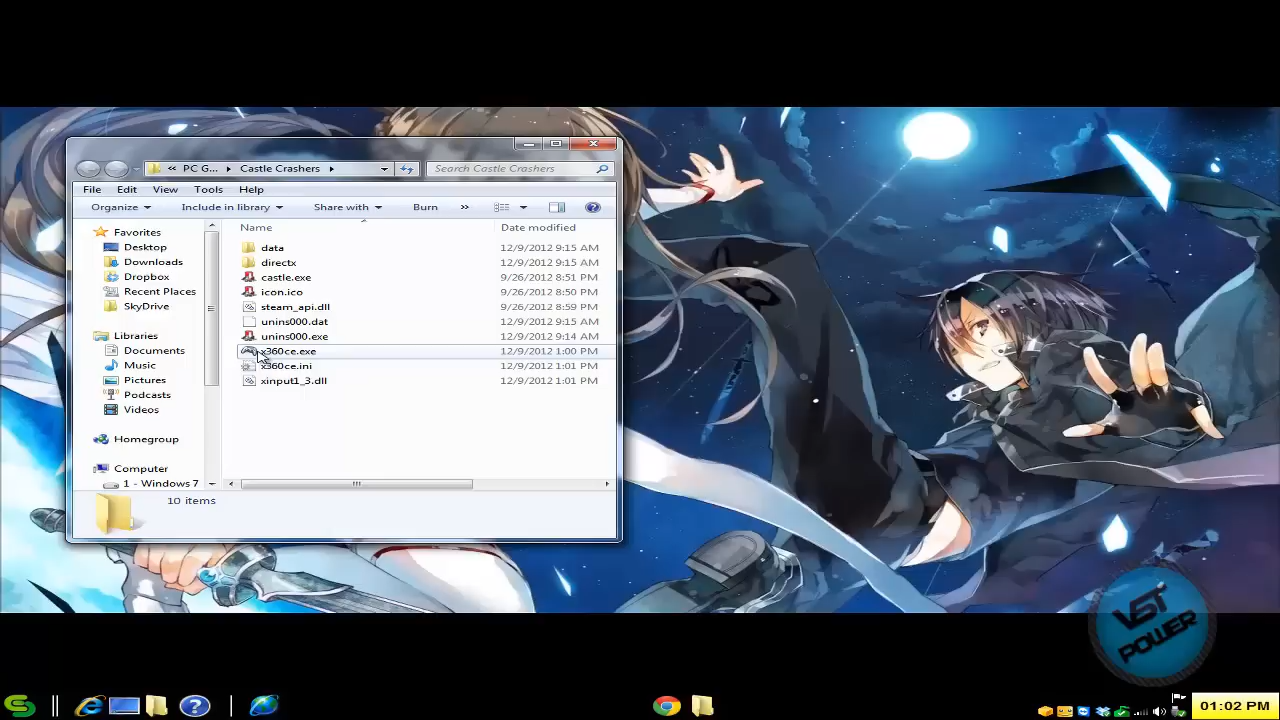 PC G...
Castle Crashers
Search Castle Crashers
File Edit View Tools Help
Organize Include in library Share with Burn »
Name Date modified
Favorites
Desktop
Downloads
Dropbox
Recent Places
SkyDrive
Libraries
Documents
Music
Pictures
Podcasts
Videos
Homegroup
Computer
1 - Windows 7
data 12/9/2012 9:15 AM
directx 12/9/2012 9:15 AM
castle.exe 9/26/2012 8:51 PM
icon.ico 9/26/2012 8:50 PM
steam_api.dll 9/26/2012 8:59 PM
unins000.dat 12/9/2012 9:15 AM
unins000.exe 12/9/2012 9:14 AM
x360ce.exe 12/9/2012 1:00 PM
x360ce.ini 12/9/2012 1:01 PM
xinput1_3.dll 12/9/2012 1:01 PM
10 items
VST
POWER
01:02 PM